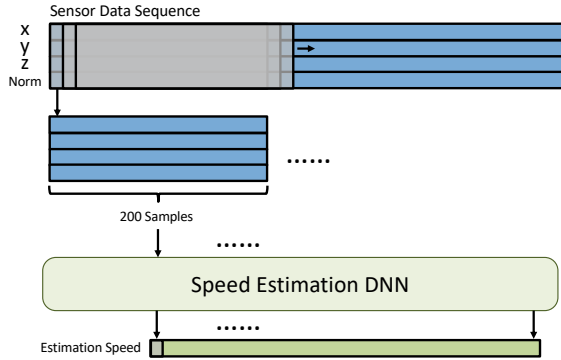 Sensor Data Sequence
x
y
z
Norm
......
200 Samples
......
Speed Estimation DNN
......
Estimation Speed